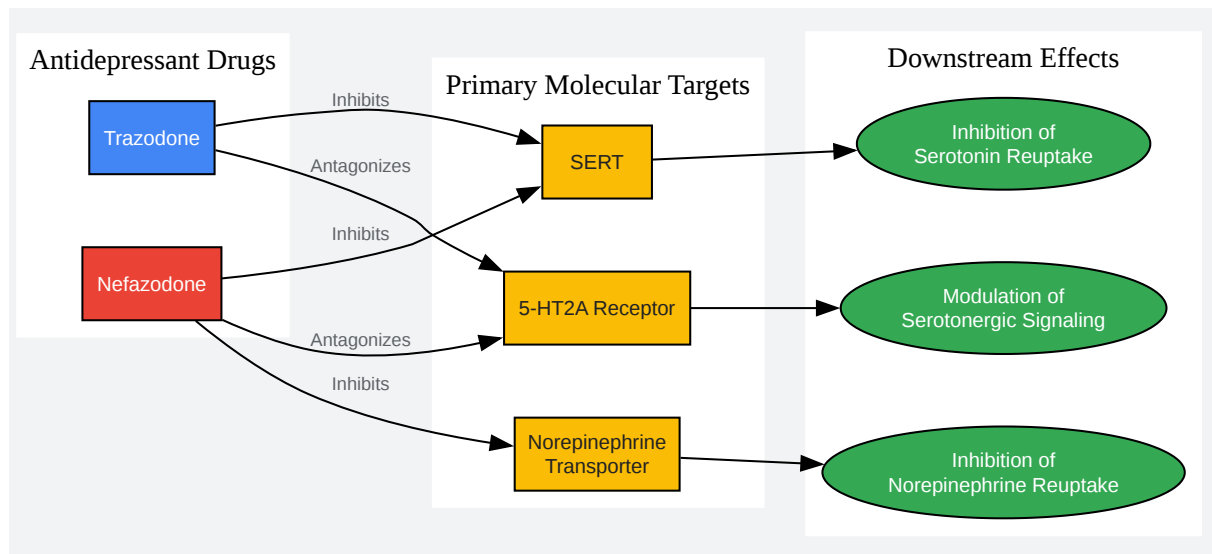 Antidepressant Drugs
Trazodone
Nefazodone
Inhibits
Antagonizes
Inhibits
Antagonizes
Inhibits
Primary Molecular Targets
SERT
5-HT2A Receptor
Norepinephrine
Transporter
Downstream Effects
Inhibition of
Serotonin Reuptake
Modulation of
Serotonergic Signaling
Inhibition of
Norepinephrine Reuptake